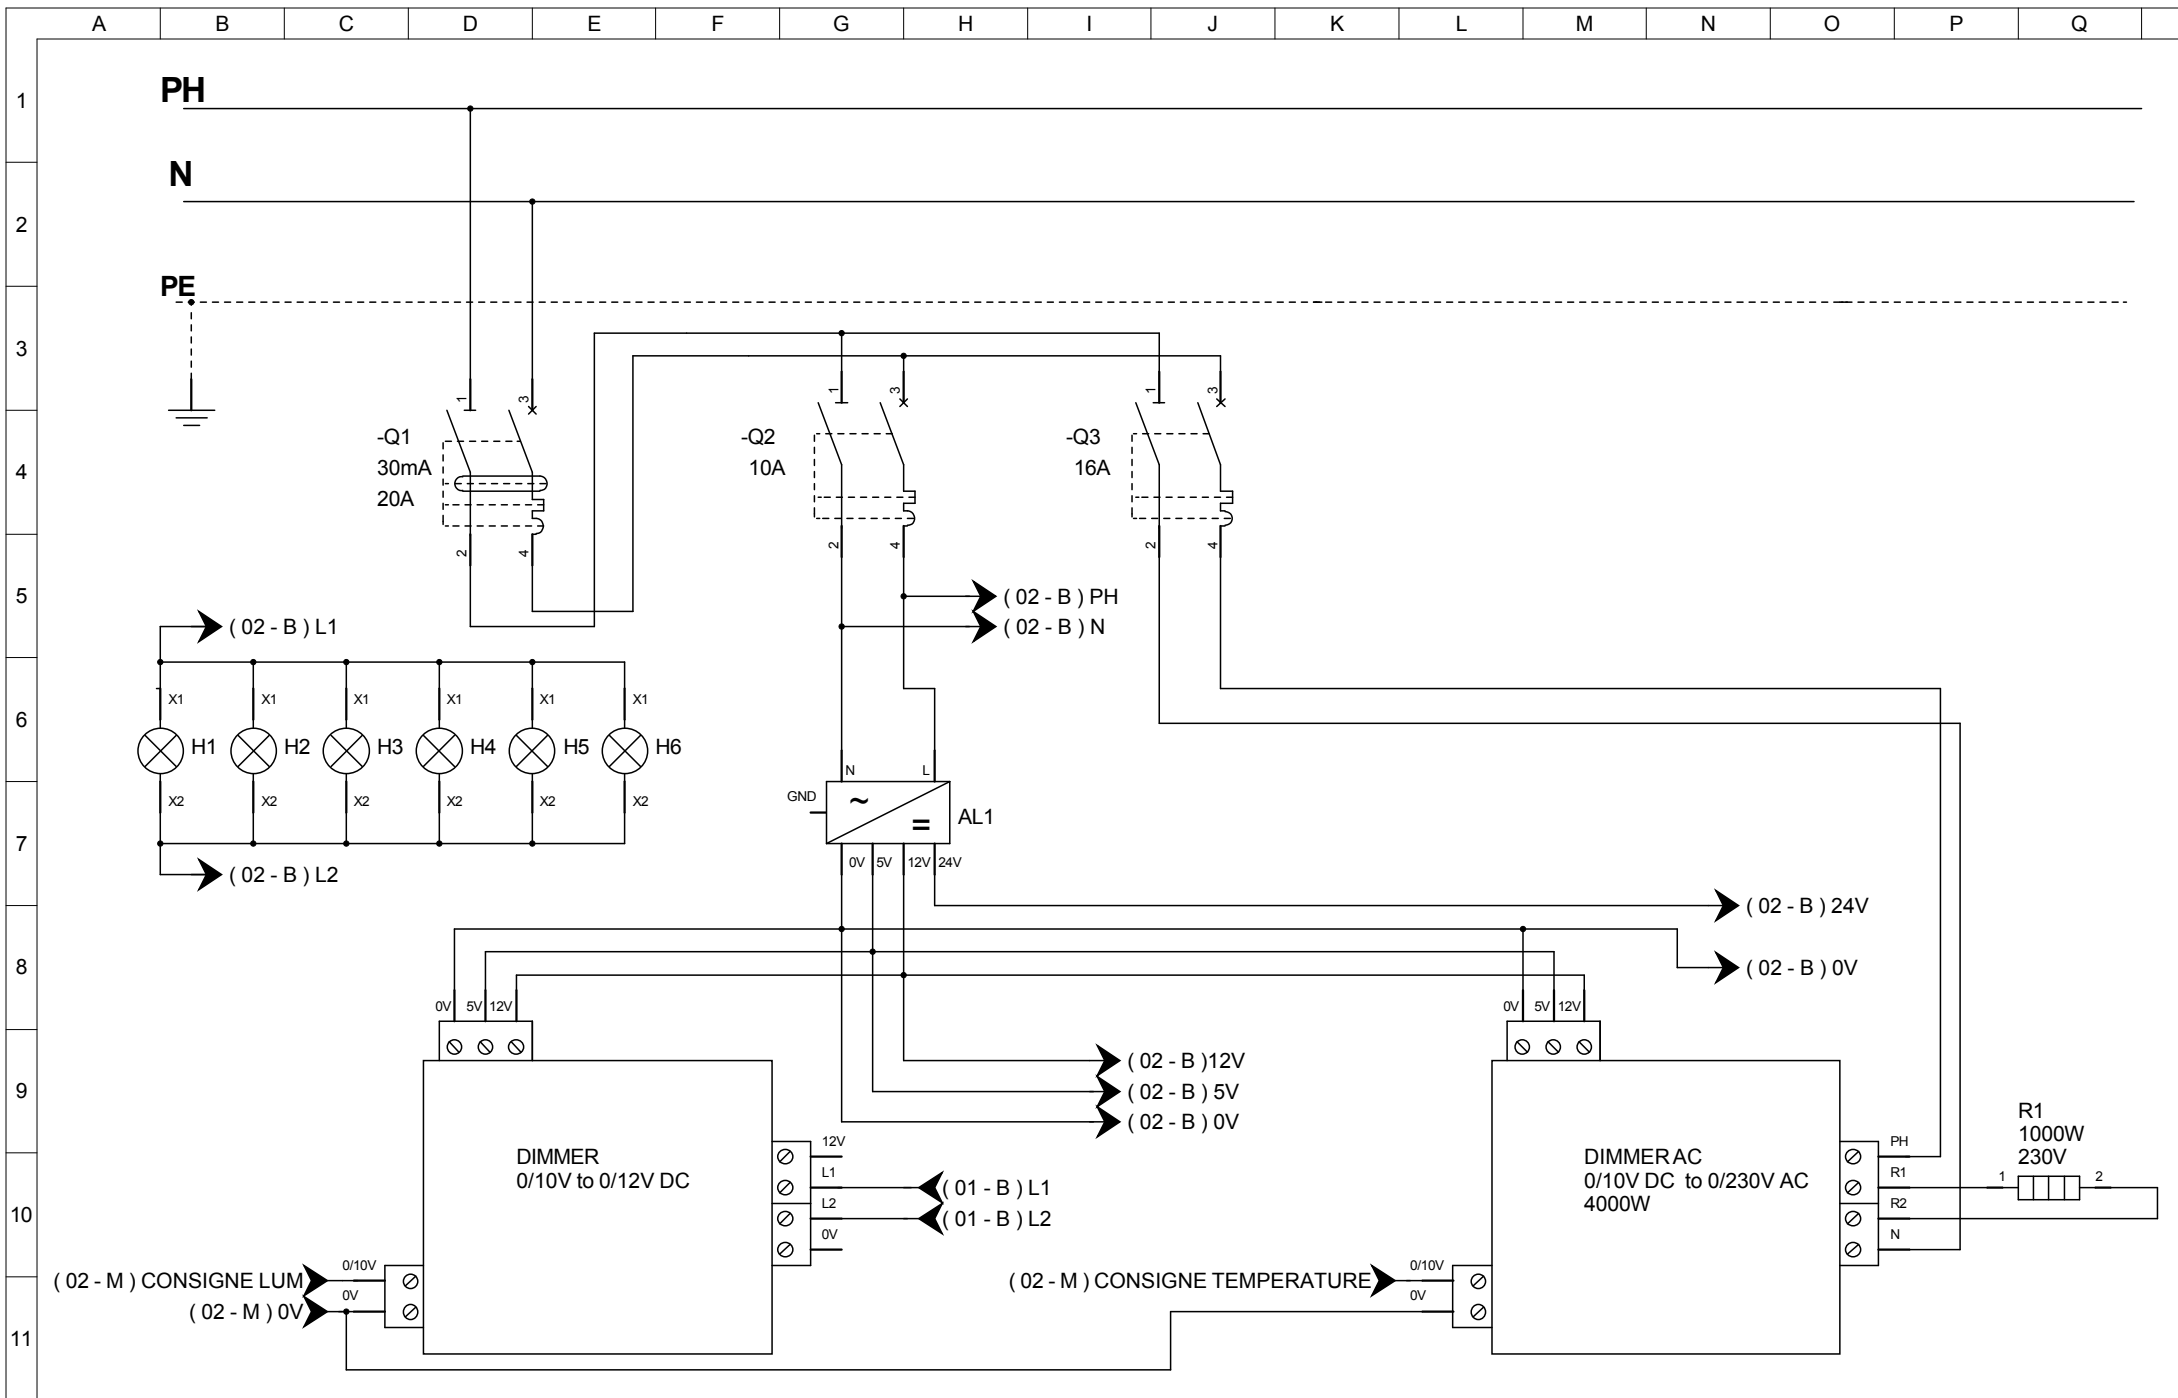 A B C D E F G H I J K L M N O P Q
1
PH
N
2
PE
3
1 3
1 3
1 3
-Q1
30mA
20A
-Q2
10A
-Q3
16A
4
2 4
2 4
2 4
5
( 02 - B ) PH
( 02 - B ) N
( 02 - B ) L1
X1 X1 X1 X1 X1 X1
6
H1 H2 H3 H4 H5 H6
X2 X2 X2 X2 X2 X2
N L
GND
~
=
AL1
7
0V 5V 12V 24V
( 02 - B ) L2
( 02 - B ) 24V
8
( 02 - B ) 0V
0V 5V 12V
0V 5V 12V
( 02 - B )12V
9
( 02 - B ) 5V
( 02 - B ) 0V
R1
1000W
230V
1 2
DIMMER
0/10V to 0/12V DC
12V
L1
L2
0V
( 01 - B ) L1
( 01 - B ) L2
DIMMER AC
0/10V DC to 0/230V AC
4000W
PH
R1
R2
N
10
( 02 - M ) CONSIGNE LUM
0/10V
( 02 - M ) 0V
0V
( 02 - M ) CONSIGNE TEMPERATURE
0/10V
0V
11